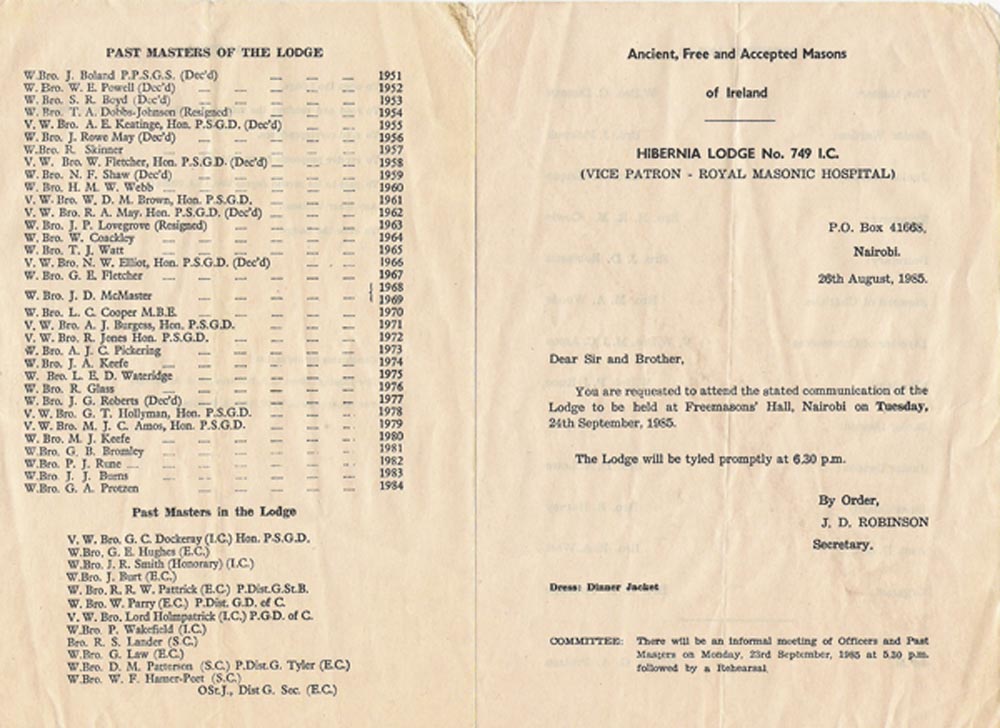 PAST MASTERS OF THE LODGE
W.Bro. J. Boland P.P.S.G.S. (Dec'd) — — — 1951
W. Bro. W. E. Powell (Dec'd) — — — — 1952
W. Bro. S. R. Boyd (Dec'd) — — — — 1953
W. Bro. T. A. Dobbs-Johnson (Resigned) — — — 1954
V. W. Bro. A. E. Keatinge, Hon. P.S.G.D. (Dec'd) — — 1955
W. Bro. J. Rowe May (Dec'd) — — — — 1956
W.Bro. R. Skinner — — — — — 1957
V. W. Bro. W. Fletcher, Hon. P.S.G.D. (Dec'd) — — — 1958
W.Bro. N. F. Shaw (Dec'd) — — — — 1959
W. Bro. H. M. W. Webb — — — — — 1960
V. W. Bro. W. D. M. Brown, Hon. P.S.G.D. — — — 1961
V. W.Bro. R. A. May. Hon. P.S.G.D. (Dec'd) — — — 1962
W.Bro. J. P. Lovegrove (Resigned) — — — 1963
W. Bro. W. Coackley — — — — — 1964
W.Bro. T. J. Watt — — — — — 1965
V.W. Bro. N. W. Elliot, Hon. P.S.G.D. (Dec'd) — — — 1966
W.Bro. G. E. Fletcher — — — — — 1967
W. Bro. J. D. McMaster — — — — { 1968
{ 1969
W. Bro. L. C. Cooper M.B.E. — — — — 1970
V. W. Bro. A. J. Burgess, Hon. P.S.G.D. — — — 1971
V. W. Bro. R. Jones Hon. P.S.G.D. — — — — 1972
W. Bro. A. J. C. Pickering — — — — 1973
W. Bro. J. A. Keefe — — — — — 1974
W. Bro. L. E. D. Wateridge — — — — 1975
W. Bro. R. Glass — — — — — 1976
W.Bro. J. G. Roberts (Dec'd) — — — — 1977
V. W.Bro. G. T. Hollyman, Hon. P.S.G.D. — — — 1978
V. W.Bro. M. J. C. Amos, Hon. P.S.G.D. — — — 1979
W.Bro. M. J. Keefe — — — — — 1980
W.Bro. G. B. Bromley — — — — — 1981
W.Bro. P. J. Rune — — — — — 1982
W.Bro. J. J. Burns — — — — — 1983
W.Bro. G. A. Protzen — — — — 1984
Past Masters in the Lodge
V. W. Bro. G. C. Dockeray (I.C.) Hon. P.S.G.D.
W.Bro. G. E. Hughes (E.C.)
W.Bro. J. R. Smith (Honorary) (I.C.)
W.Bro. J. Burt (E.C.)
W. Bro. R. R. W. Pattrick (E.C.) P.Dist.G.St.B.
W. Bro. W. Parry (E.C.) P.Dist. G.D. of C.
V. W. Bro. Lord Holmpatrick (I.C.) P.G.D. of C.
W.Bro. P. Wakefield (I.C.)
Bro. R. S. Lander (S.C.)
W.Bro. G. Law (E.C.)
W.Bro. D. M. Patterson (S.C.) P.Dist.G. Tyler (E.C.)
W.Bro. W. F. Hamer-Poet (S.C.)
OSt.J., Dist G. Sec. (E.C.)
Ancient, Free and Accepted Masons
of Ireland
HIBERNIA LODGE No. 749 I.C.
(VICE PATRON - ROYAL MASONIC HOSPITAL)
P.O. Box 41668,
Nairobi.
26th August, 1985.
Dear Sir and Brother,
You are requested to attend the stated communication of the
Lodge to be held at Freemasons' Hall, Nairobi on Tuesday,
24th September, 1985.
The Lodge will be tyled promptly at 6.30 p.m.
By Order,
J. D. ROBINSON
Secretary.
Dress: Dinner Jacket
COMMITTEE: There will be an informal meeting of Officers and Past
Masters on Monday, 23rd September, 1985 at 5.30 p.m.
followed by a Rehearsal.